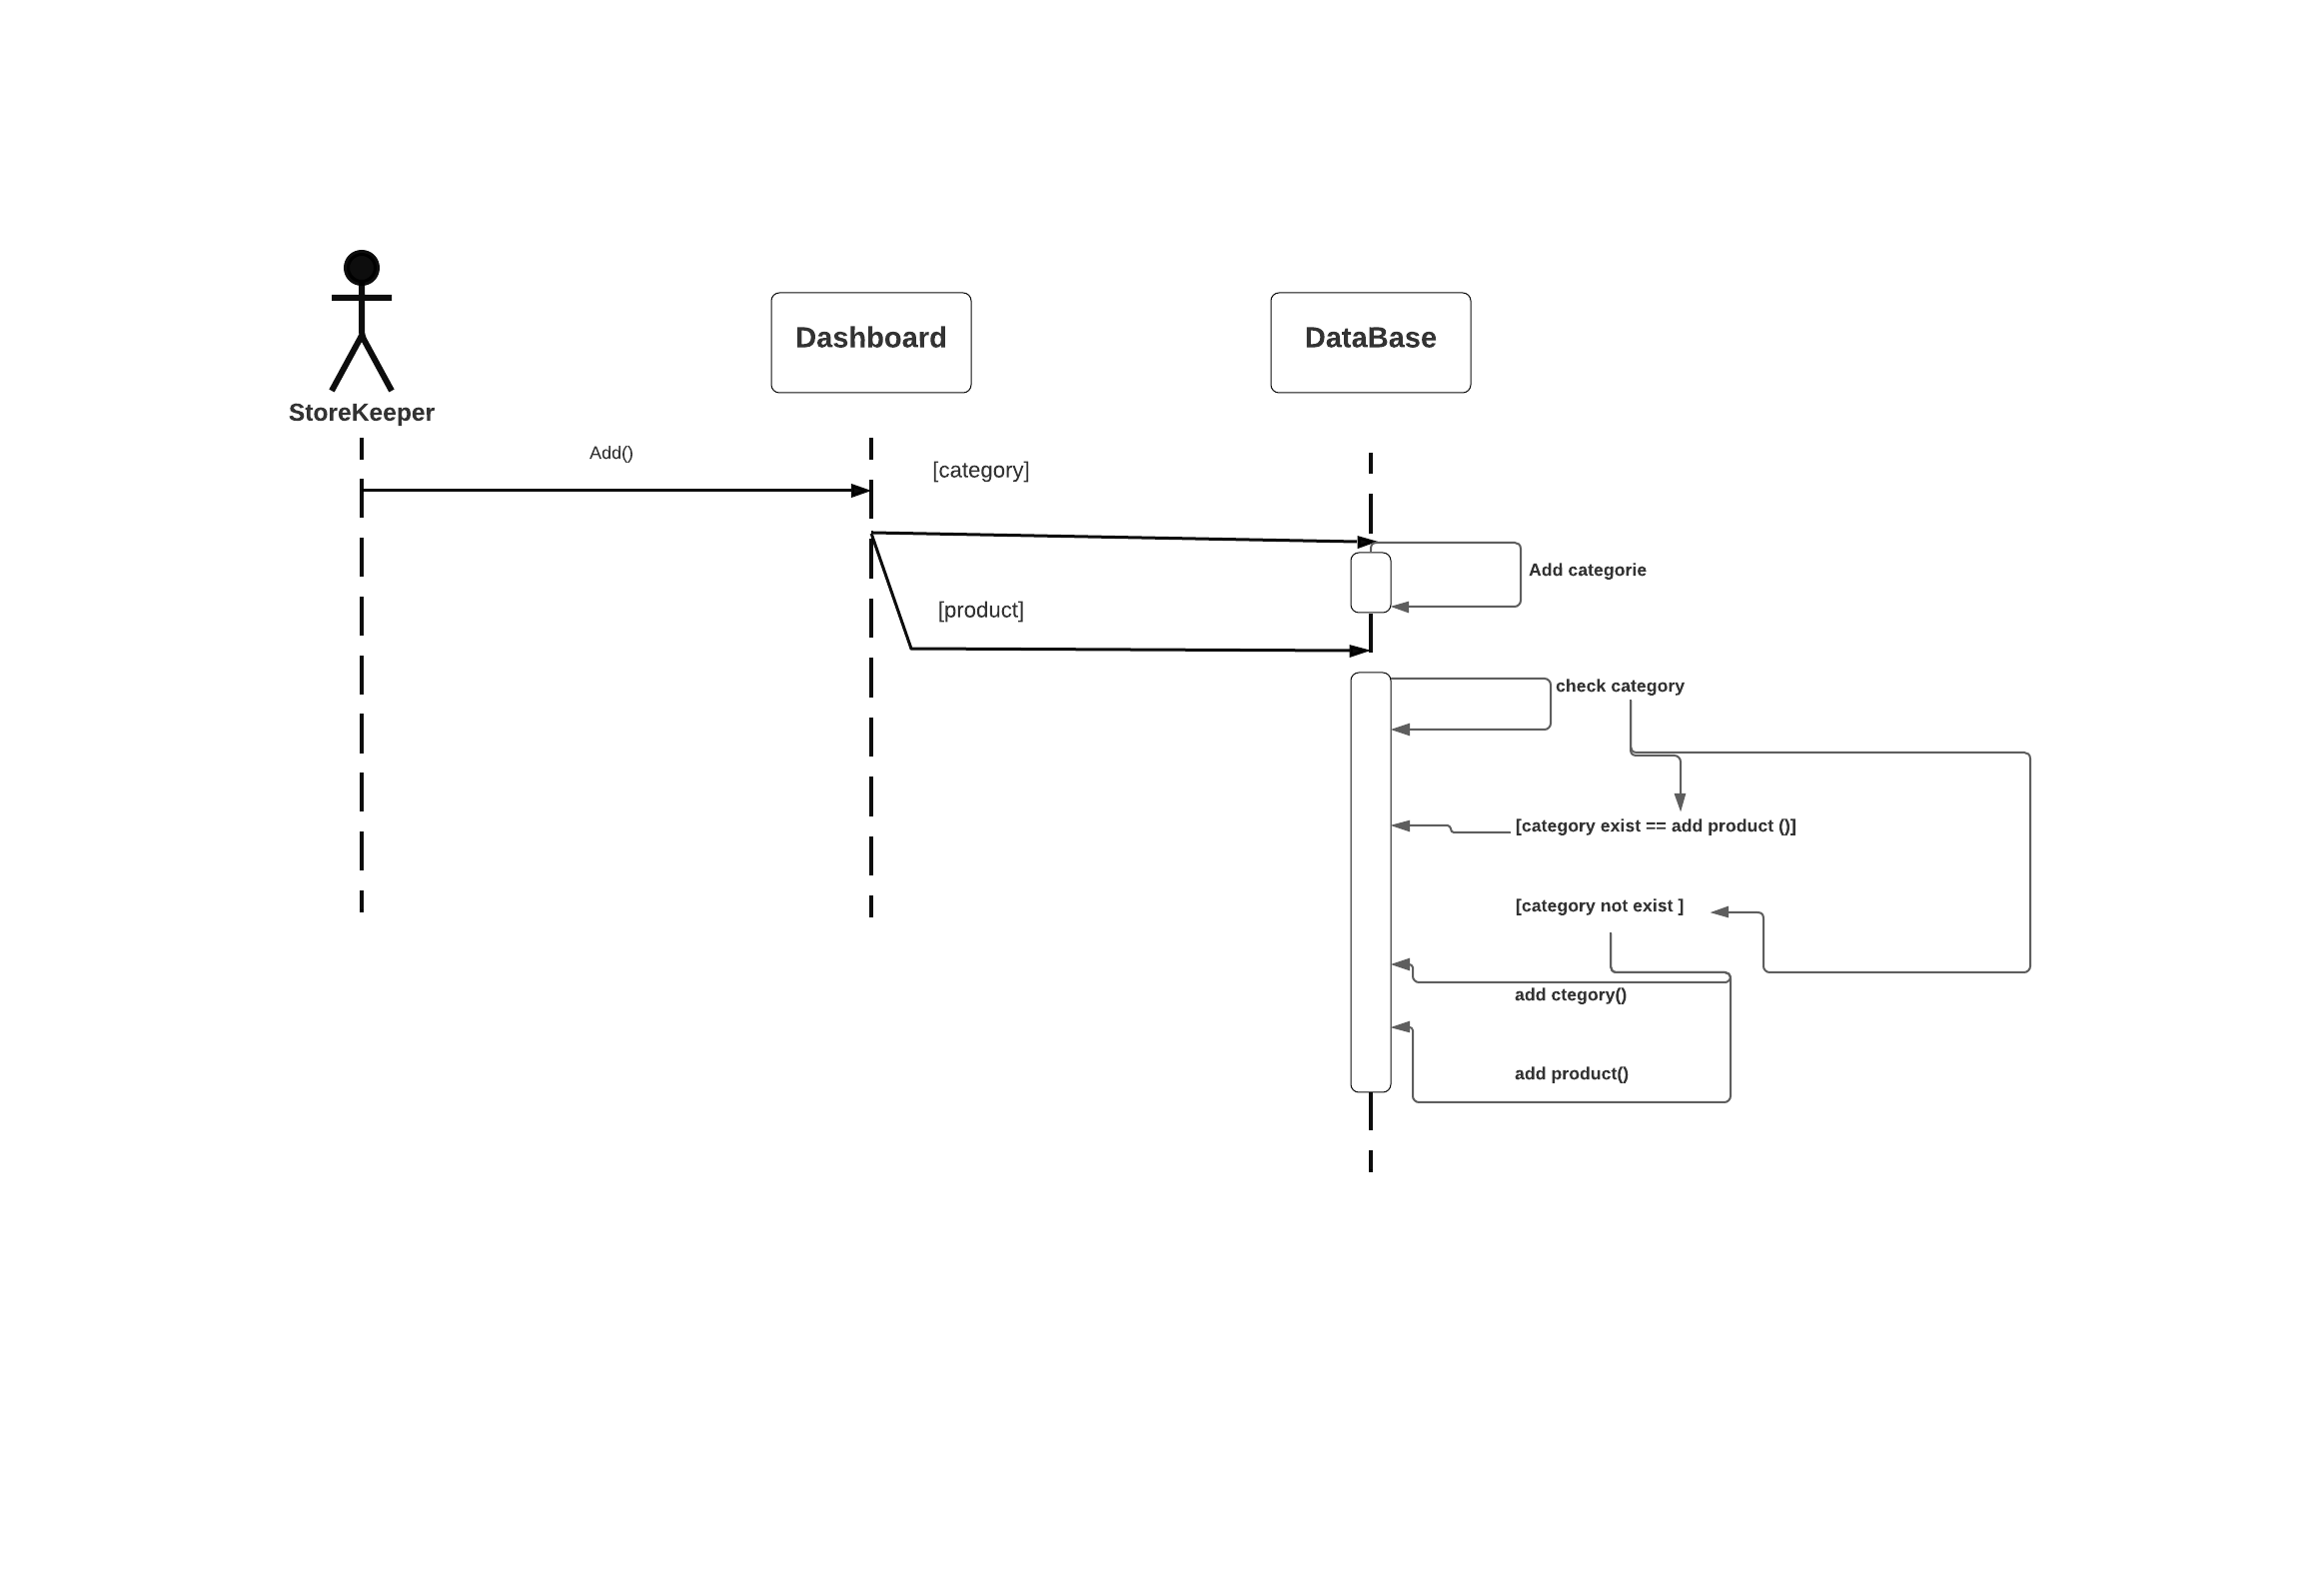 Dashboard
DataBase
StoreKeeper
Add()
[category]
Add categorie
[product]
check category
[category exist == add product ()]
[category not exist ]
add ctegory()
add product()